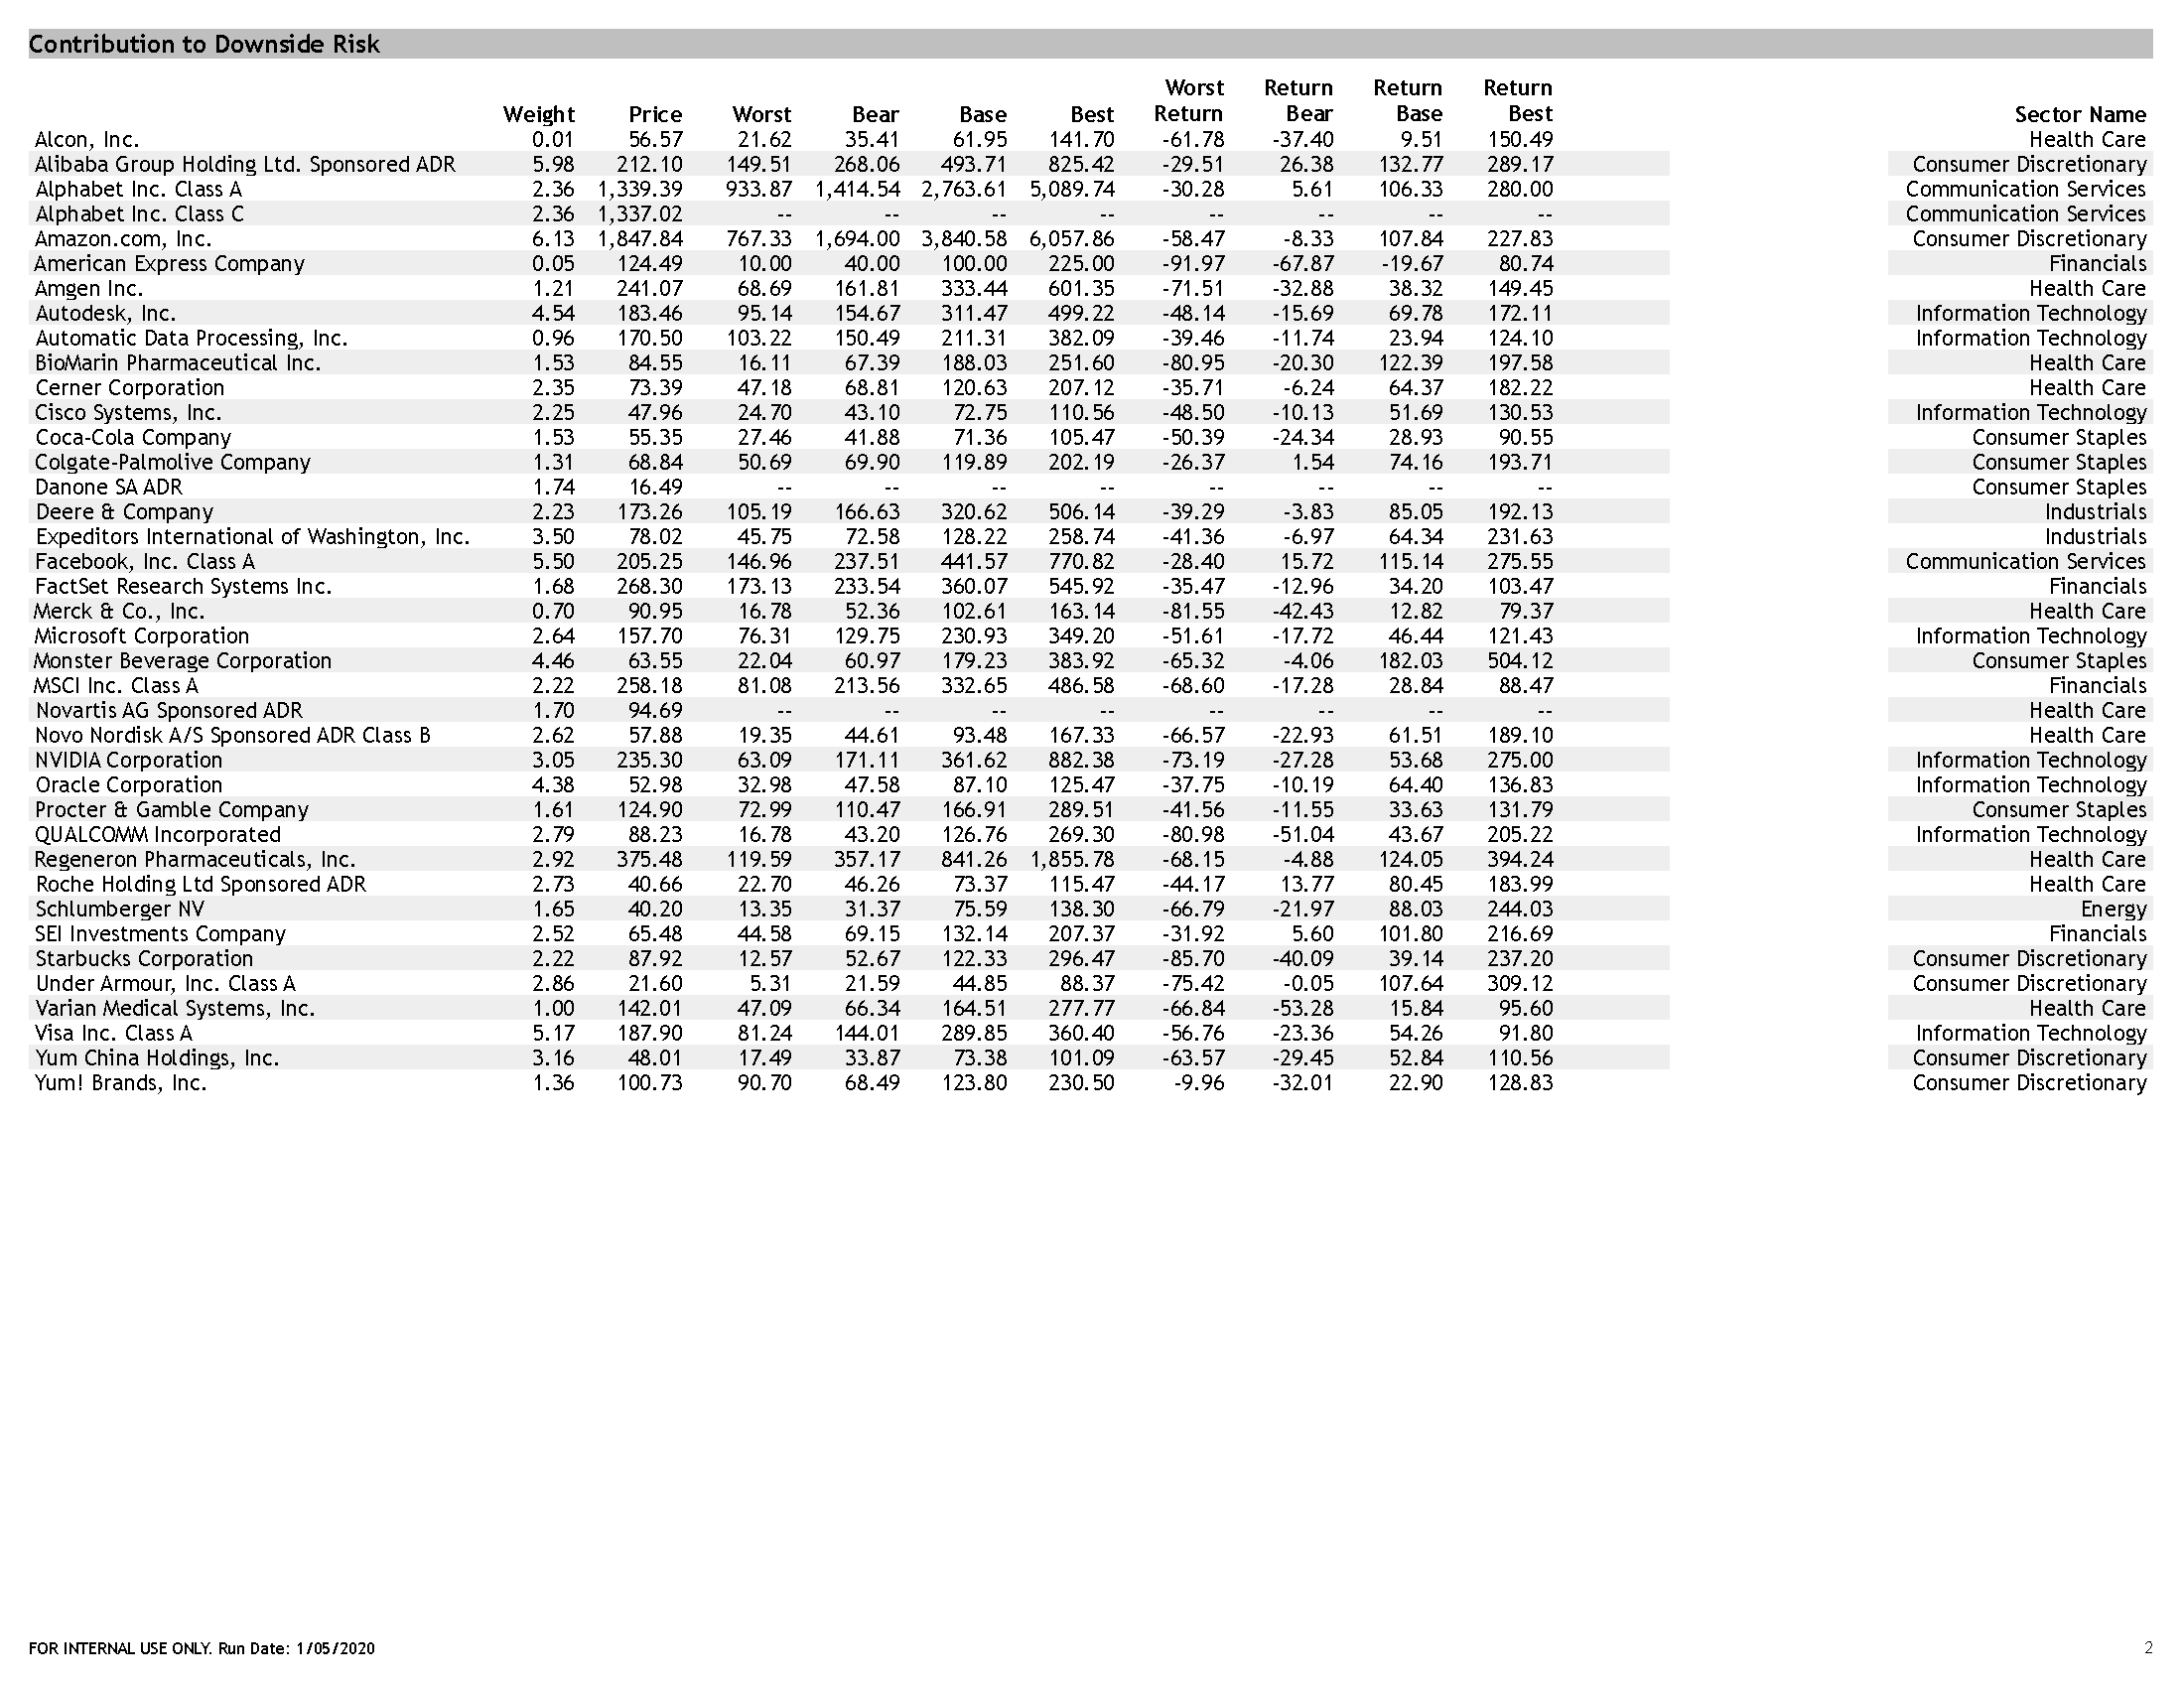 Contribution to Downside Risk
Worst Return Return Return
Weight Price Worst Bear Base Best Return Bear Base Best Sector Name
Alcon, Inc. 0.01 56.57 21.62 35.41 61.95 141.70 -61.78 -37.40 9.51 150.49 Health Care
Alibaba Group Holding Ltd. Sponsored ADR 5.98 212.10 149.51 268.06 493.71 825.42 -29.51 26.38 132.77 289.17 Consumer Discretionary
Alphabet Inc. Class A 2.36 1,339.39 933.87 1,414.54 2,763.61 5,089.74 -30.28 5.61 106.33 280.00 Communication Services
Alphabet Inc. Class C 2.36 1,337.02 -- -- -- -- -- -- -- -- Communication Services
Amazon.com, Inc. 6.13 1,847.84 767.33 1,694.00 3,840.58 6,057.86 -58.47 -8.33 107.84 227.83 Consumer Discretionary
American Express Company 0.05 124.49 10.00 40.00 100.00 225.00 -91.97 -67.87 -19.67 80.74 Financials
Amgen Inc. 1.21 241.07 68.69 161.81 333.44 601.35 -71.51 -32.88 38.32 149.45 Health Care
Autodesk, Inc. 4.54 183.46 95.14 154.67 311.47 499.22 -48.14 -15.69 69.78 172.11 Information Technology
Automatic Data Processing, Inc. 0.96 170.50 103.22 150.49 211.31 382.09 -39.46 -11.74 23.94 124.10 Information Technology
BioMarin Pharmaceutical Inc. 1.53 84.55 16.11 67.39 188.03 251.60 -80.95 -20.30 122.39 197.58 Health Care
Cerner Corporation 2.35 73.39 47.18 68.81 120.63 207.12 -35.71 -6.24 64.37 182.22 Health Care
Cisco Systems, Inc. 2.25 47.96 24.70 43.10 72.75 110.56 -48.50 -10.13 51.69 130.53 Information Technology
Coca-Cola Company 1.53 55.35 27.46 41.88 71.36 105.47 -50.39 -24.34 28.93 90.55 Consumer Staples
Colgate-Palmolive Company 1.31 68.84 50.69 69.90 119.89 202.19 -26.37 1.54 74.16 193.71 Consumer Staples
Danone SA ADR 1.74 16.49 -- -- -- -- -- -- -- -- Consumer Staples
Deere & Company 2.23 173.26 105.19 166.63 320.62 506.14 -39.29 -3.83 85.05 192.13 Industrials
Expeditors International of Washington, Inc. 3.50 78.02 45.75 72.58 128.22 258.74 -41.36 -6.97 64.34 231.63 Industrials
Facebook, Inc. Class A 5.50 205.25 146.96 237.51 441.57 770.82 -28.40 15.72 115.14 275.55 Communication Services
FactSet Research Systems Inc. 1.68 268.30 173.13 233.54 360.07 545.92 -35.47 -12.96 34.20 103.47 Financials
Merck & Co., Inc. 0.70 90.95 16.78 52.36 102.61 163.14 -81.55 -42.43 12.82 79.37 Health Care
Microsoft Corporation 2.64 157.70 76.31 129.75 230.93 349.20 -51.61 -17.72 46.44 121.43 Information Technology
Monster Beverage Corporation 4.46 63.55 22.04 60.97 179.23 383.92 -65.32 -4.06 182.03 504.12 Consumer Staples
MSCI Inc. Class A 2.22 258.18 81.08 213.56 332.65 486.58 -68.60 -17.28 28.84 88.47 Financials
Novartis AG Sponsored ADR 1.70 94.69 -- -- -- -- -- -- -- -- Health Care
Novo Nordisk A/S Sponsored ADR Class B 2.62 57.88 19.35 44.61 93.48 167.33 -66.57 -22.93 61.51 189.10 Health Care
NVIDIA Corporation 3.05 235.30 63.09 171.11 361.62 882.38 -73.19 -27.28 53.68 275.00 Information Technology
Oracle Corporation 4.38 52.98 32.98 47.58 87.10 125.47 -37.75 -10.19 64.40 136.83 Information Technology
Procter & Gamble Company 1.61 124.90 72.99 110.47 166.91 289.51 -41.56 -11.55 33.63 131.79 Consumer Staples
QUALCOMM Incorporated 2.79 88.23 16.78 43.20 126.76 269.30 -80.98 -51.04 43.67 205.22 Information Technology
Regeneron Pharmaceuticals, Inc. 2.92 375.48 119.59 357.17 841.26 1,855.78 -68.15 -4.88 124.05 394.24 Health Care
Roche Holding Ltd Sponsored ADR 2.73 40.66 22.70 46.26 73.37 115.47 -44.17 13.77 80.45 183.99 Health Care
Schlumberger NV 1.65 40.20 13.35 31.37 75.59 138.30 -66.79 -21.97 88.03 244.03 Energy
SEI Investments Company 2.52 65.48 44.58 69.15 132.14 207.37 -31.92 5.60 101.80 216.69 Financials
Starbucks Corporation 2.22 87.92 12.57 52.67 122.33 296.47 -85.70 -40.09 39.14 237.20 Consumer Discretionary
Under Armour, Inc. Class A 2.86 21.60 5.31 21.59 44.85 88.37 -75.42 -0.05 107.64 309.12 Consumer Discretionary
Varian Medical Systems, Inc. 1.00 142.01 47.09 66.34 164.51 277.77 -66.84 -53.28 15.84 95.60 Health Care
Visa Inc. Class A 5.17 187.90 81.24 144.01 289.85 360.40 -56.76 -23.36 54.26 91.80 Information Technology
Yum China Holdings, Inc. 3.16 48.01 17.49 33.87 73.38 101.09 -63.57 -29.45 52.84 110.56 Consumer Discretionary
Yum! Brands, Inc. 1.36 100.73 90.70 68.49 123.80 230.50 -9.96 -32.01 22.90 128.83 Consumer Discretionary
FOR INTERNAL USE ONLY. Run Date: 1/05/2020 2